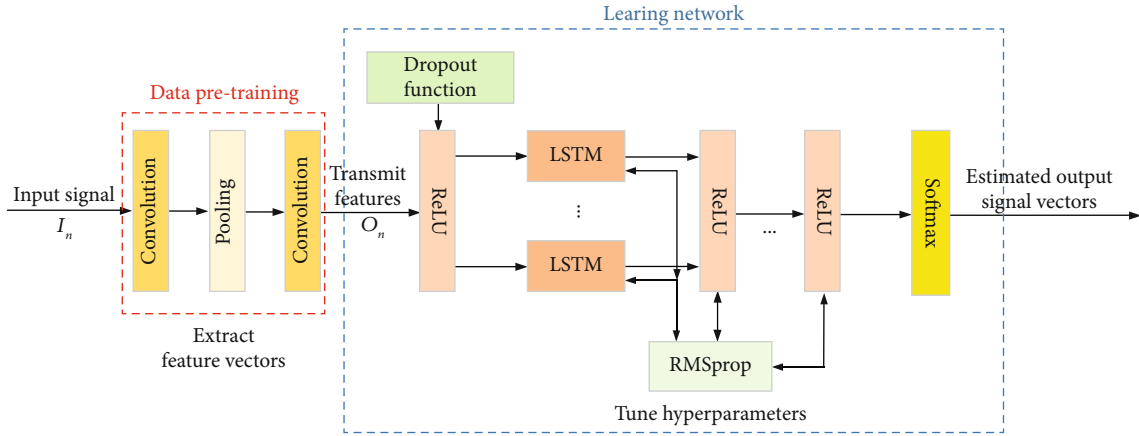 Learing network
Dropout
function
Data pre-training
Input signal
I_n
Convolution
Pooling
Convolution
Transmit
features
O_n
ReLU
LSTM
...
LSTM
ReLU
...
ReLU
Softmax
Estimated output
signal vectors
Extract
feature vectors
RMSprop
Tune hyperparameters